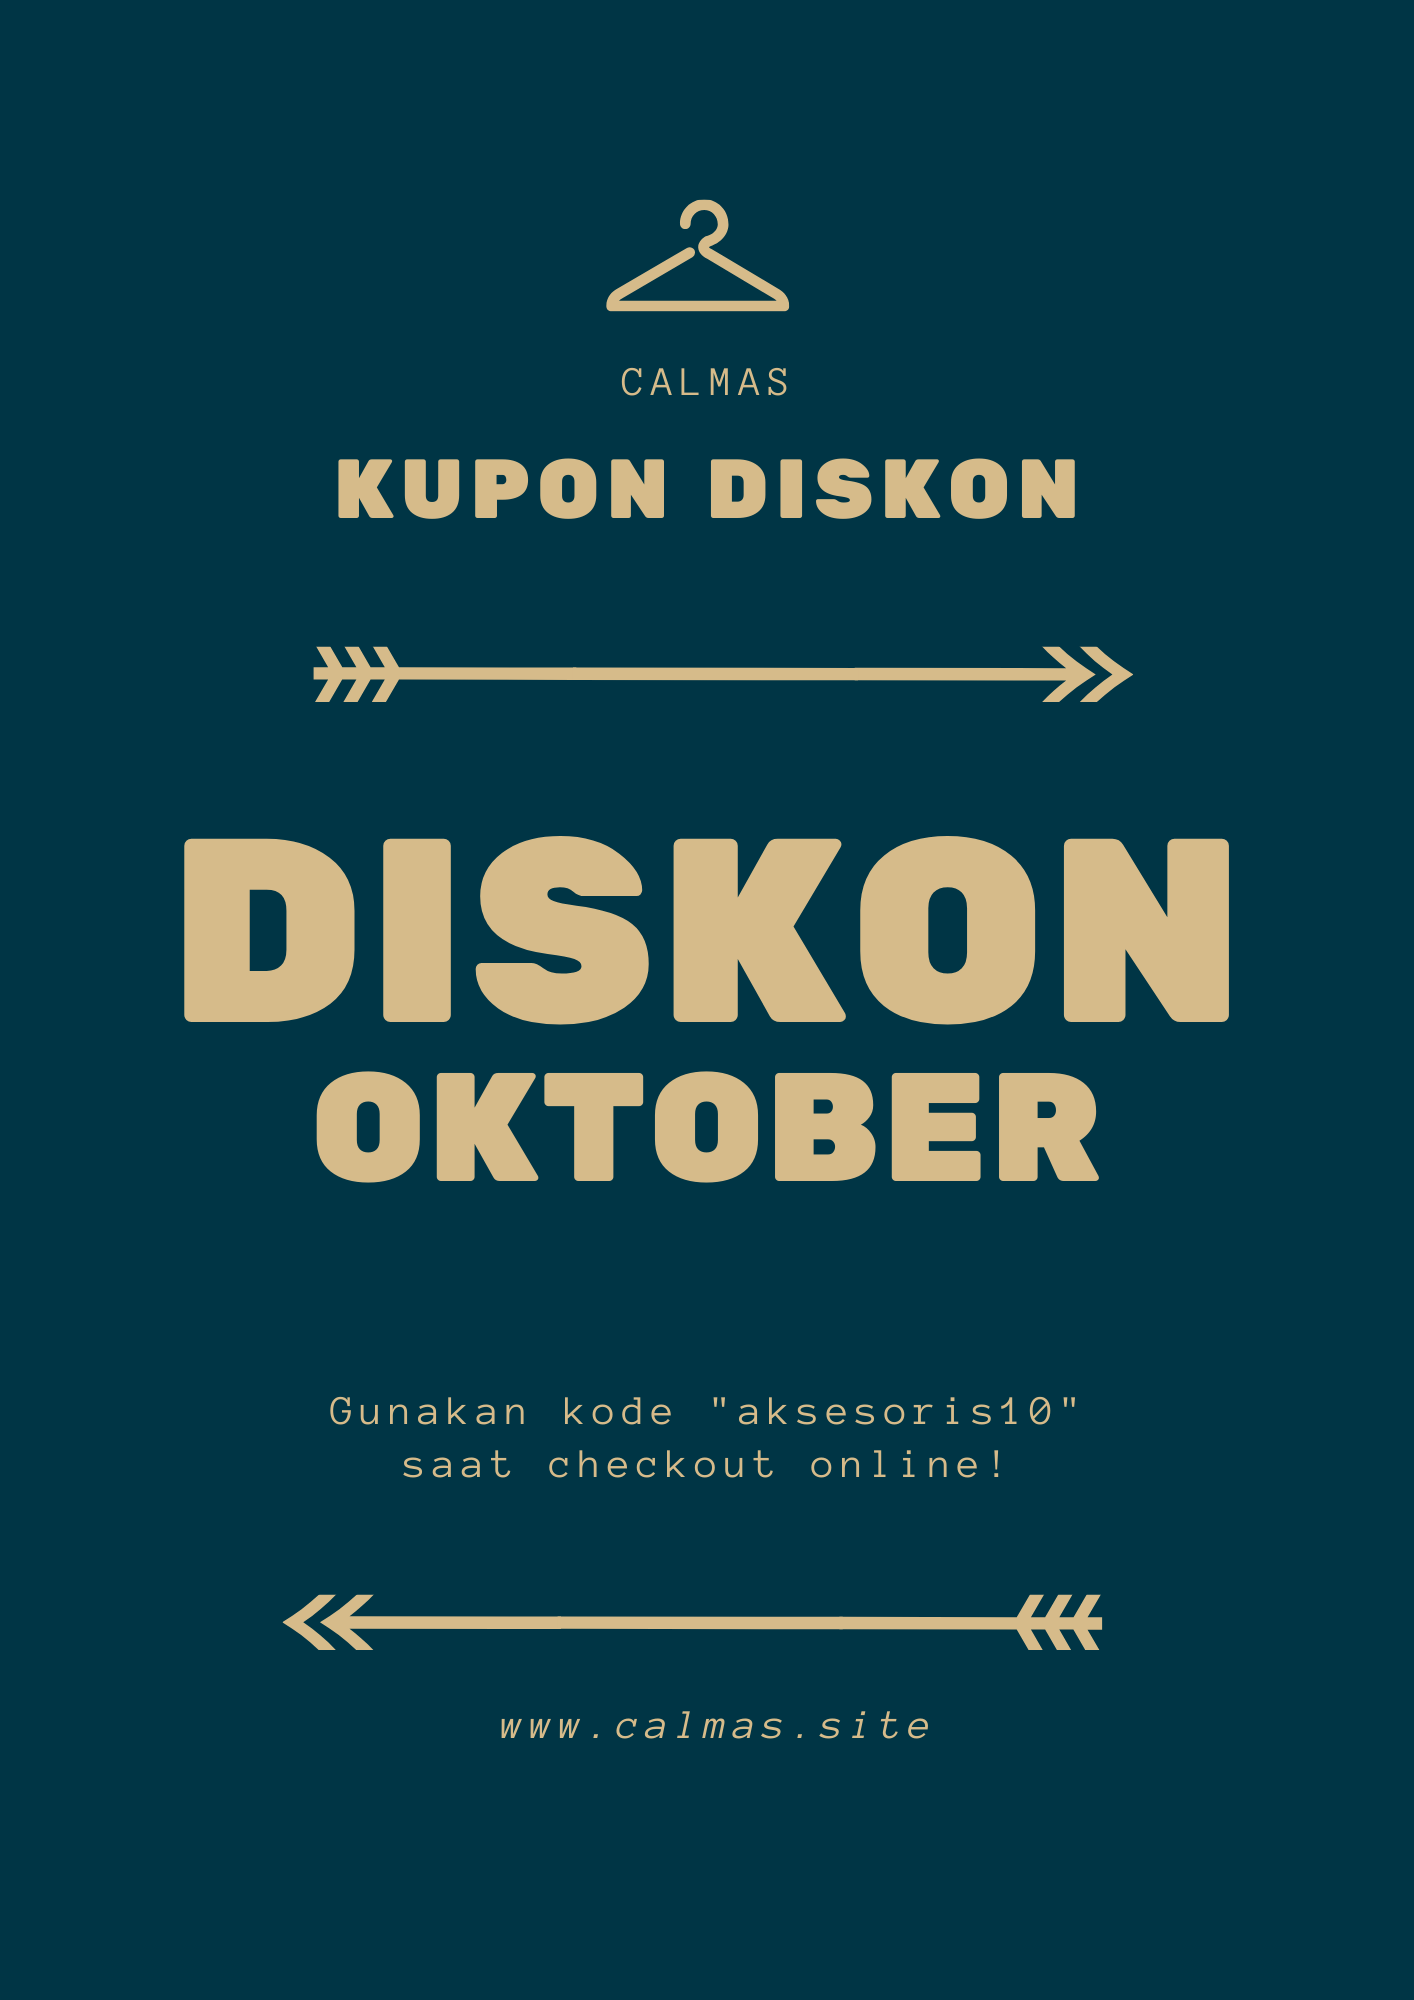 CALMAS
KUPON DISKON
DISKON
OKTOBER
Gunakan kode "aksesoris10"
saat checkout online!
www.calmas.site